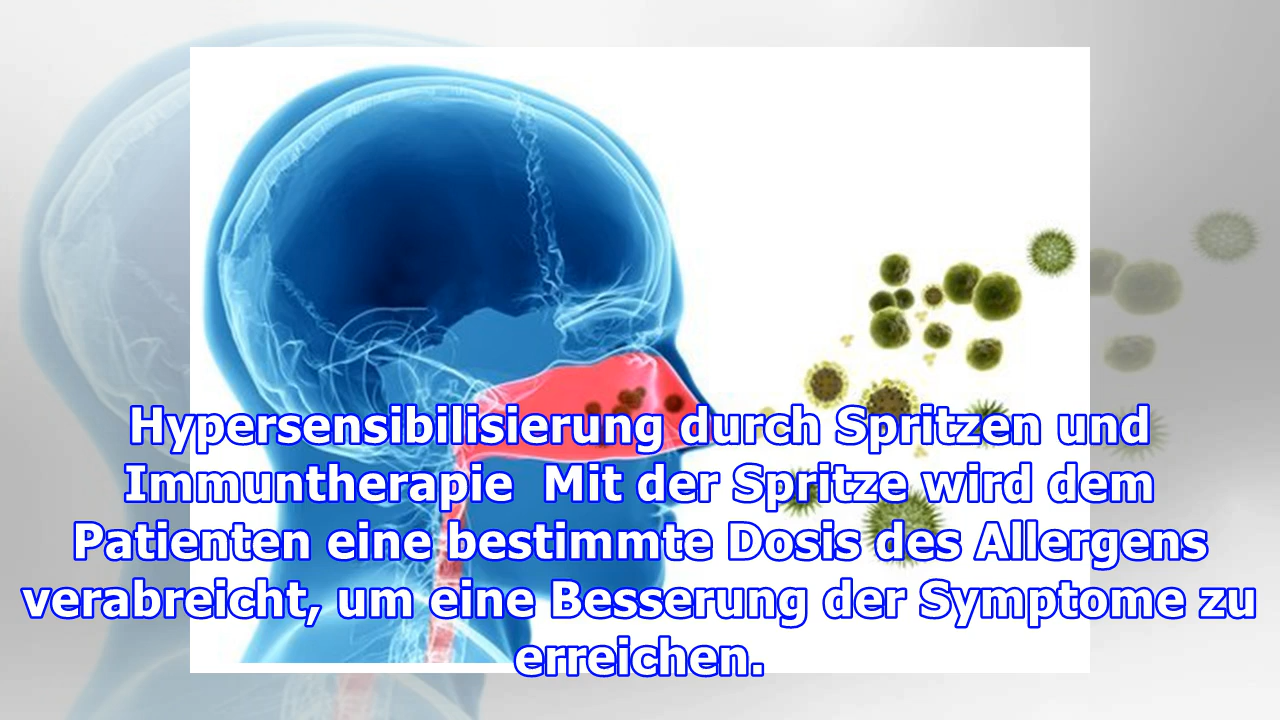 Hypersensibilisierung durch Spritzen und
Immuntherapie  Mit der Spritze wird dem
Patienten eine bestimmte Dosis des Allergens
verabreicht, um eine Besserung der Symptome zu
erreichen.